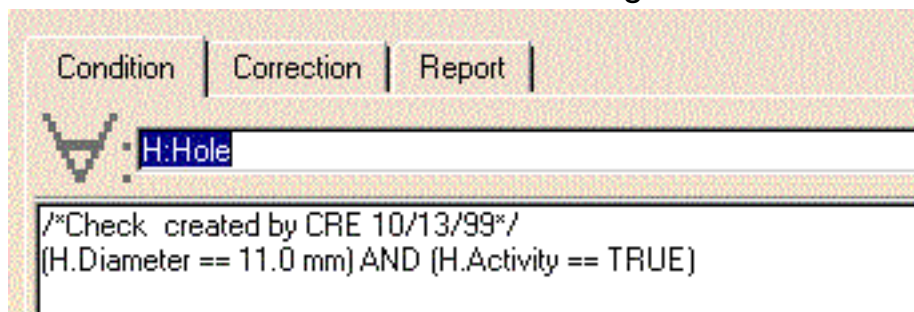 Condition Correction Report
∀: H:Hole
/*Check created by CRE 10/13/99*/
(H.Diameter == 11.0 mm) AND (H.Activity == TRUE)